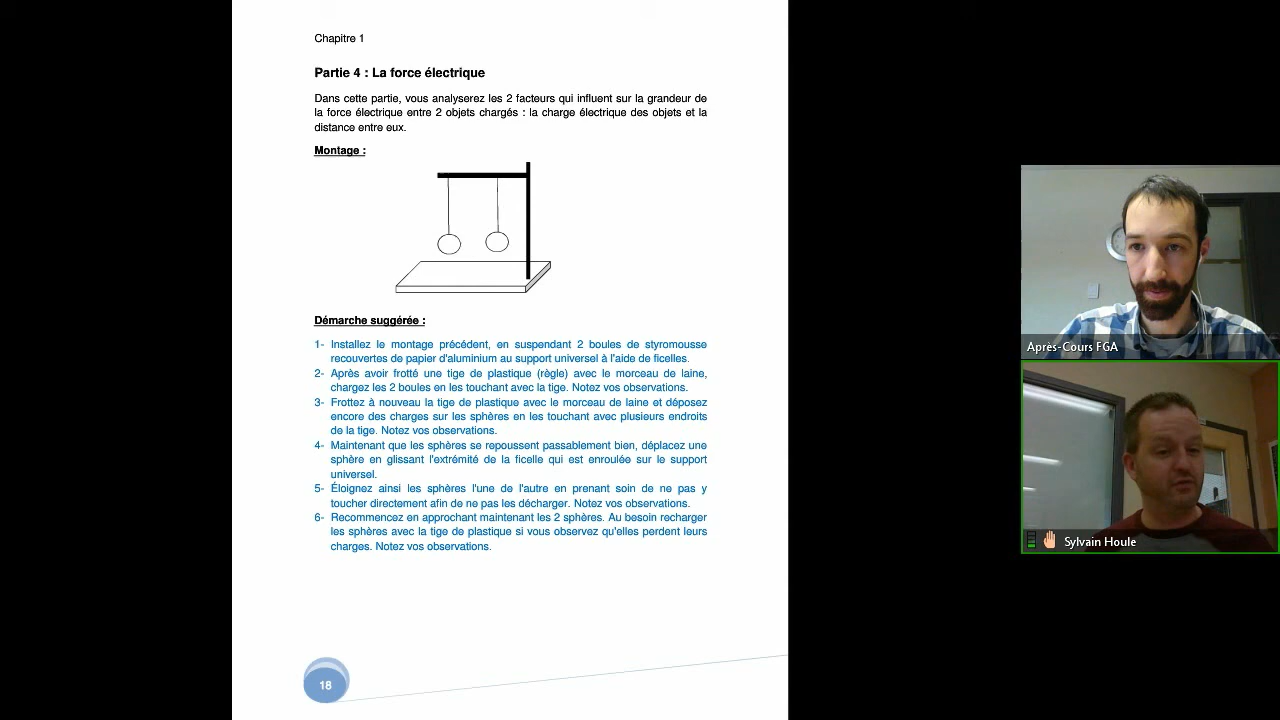 Chapitre 1
Partie 4 : La force électrique
Dans cette partie, vous analyserez les 2 facteurs qui influent sur la grandeur de
la force électrique entre 2 objets chargés : la charge électrique des objets et la
distance entre eux.
Montage :
Démarche suggérée :
1- Installez le montage précédent, en suspendant 2 boules de styromousse
recouvertes de papier d'aluminium au support universel à l'aide de ficelles.
2- Après avoir frotté une tige de plastique (règle) avec le morceau de laine,
chargez les 2 boules en les touchant avec la tige. Notez vos observations.
3- Frottez à nouveau la tige de plastique avec le morceau de laine et déposez
encore des charges sur les sphères en les touchant avec plusieurs endroits
de la tige. Notez vos observations.
4- Maintenant que les sphères se repoussent passablement bien, déplacez une
sphère en glissant l'extrémité de la ficelle qui est enroulée sur le support
universel.
5- Éloignez ainsi les sphères l'une de l'autre en prenant soin de ne pas y
toucher directement afin de ne pas les décharger. Notez vos observations.
6- Recommencez en approchant maintenant les 2 sphères. Au besoin recharger
les sphères avec la tige de plastique si vous observez qu'elles perdent leurs
charges. Notez vos observations.
18
Après-Cours FGA
Sylvain Houle